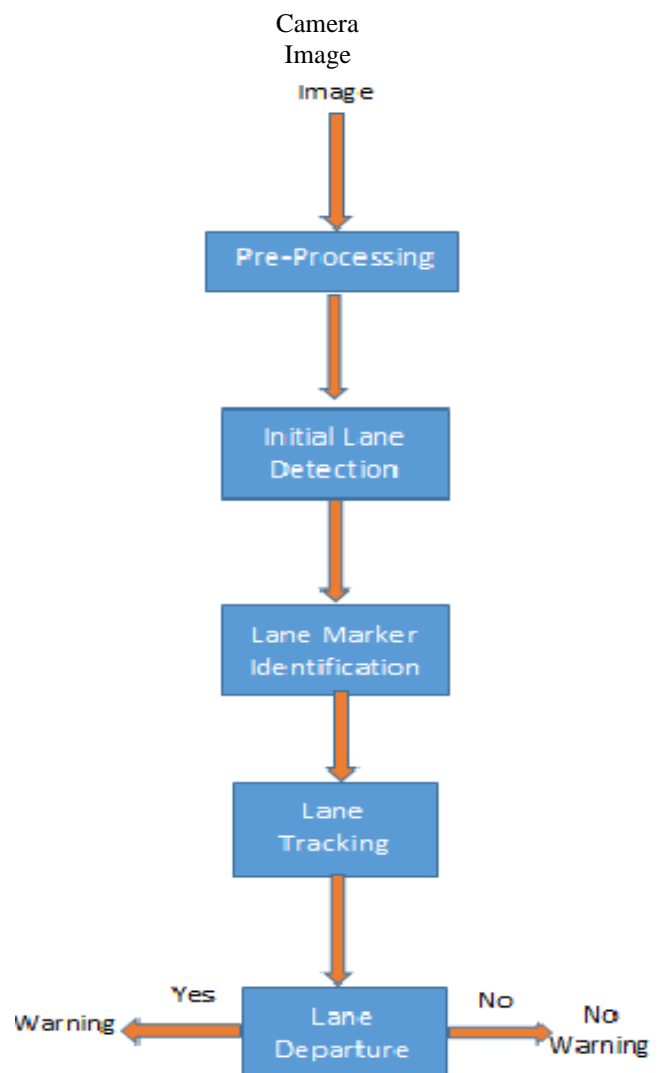 Camera
Image
Image
Pre-Processing
Initial Lane
Detection
Lane Marker
Identification
Lane
Tracking
Yes
No
Warning
Lane
Departure
No
Warning